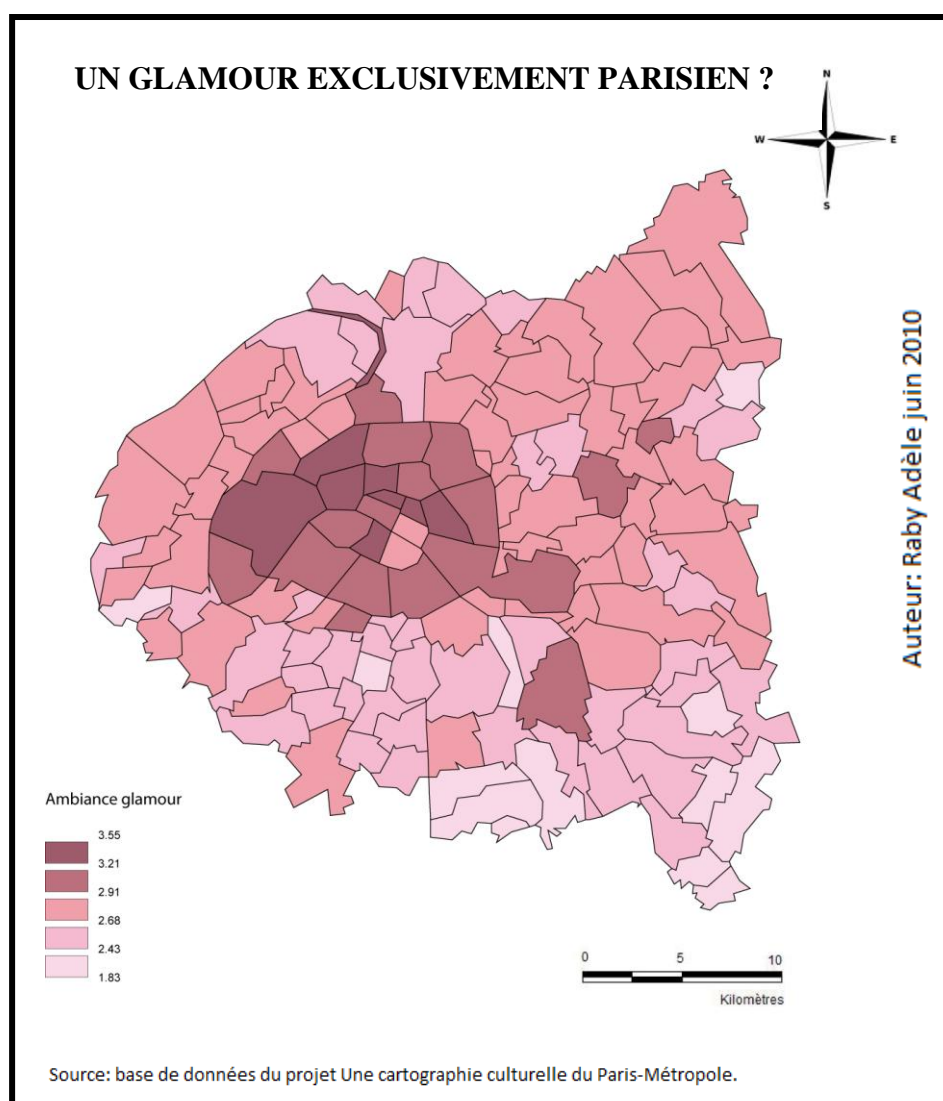 UN GLAMOUR EXCLUSIVEMENT PARISIEN ?
N
W
E
S
Auteur: Raby Adèle juin 2010
Ambiance glamour
3.55
3.21
2.91
2.68
2.43
1.83
0 5 10
Kilomètres
Source: base de données du projet Une cartographie culturelle du Paris-Métropole.